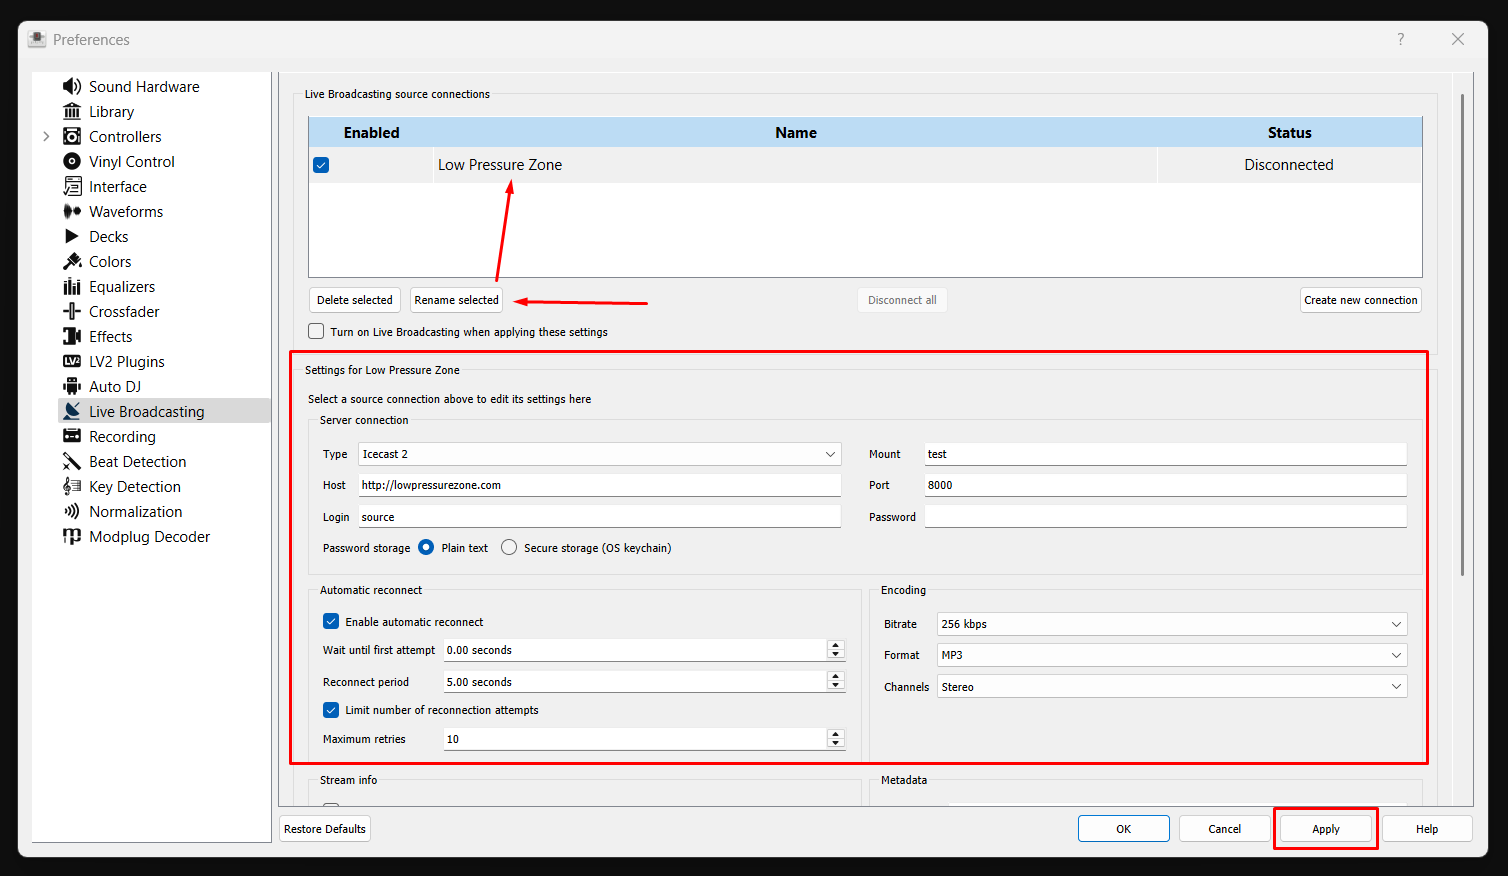 Preferences
?
Sound Hardware
Library
Controllers
Vinyl Control
Interface
Waveforms
Decks
Colors
Equalizers
Crossfader
Effects
LV2 LV2 Plugins
Auto DJ
Live Broadcasting
Recording
Beat Detection
Key Detection
Normalization
Modplug Decoder
Live Broadcasting source connections
Enabled Name Status
Low Pressure Zone Disconnected
Delete selected Rename selected Disconnect all Create new connection
Turn on Live Broadcasting when applying these settings
Settings for Low Pressure Zone
Select a source connection above to edit its settings here
Server connection
Type Icecast 2 Mount test
Host http://lowpressurezone.com Port 8000
Login source Password
Password storage Plain text Secure storage (OS keychain)
Automatic reconnect
Enable automatic reconnect
Wait until first attempt 0.00 seconds
Reconnect period 5.00 seconds
Limit number of reconnection attempts
Maximum retries 10
Encoding
Bitrate 256 kbps
Format MP3
Channels Stereo
Stream info Metadata
Restore Defaults OK Cancel Apply Help